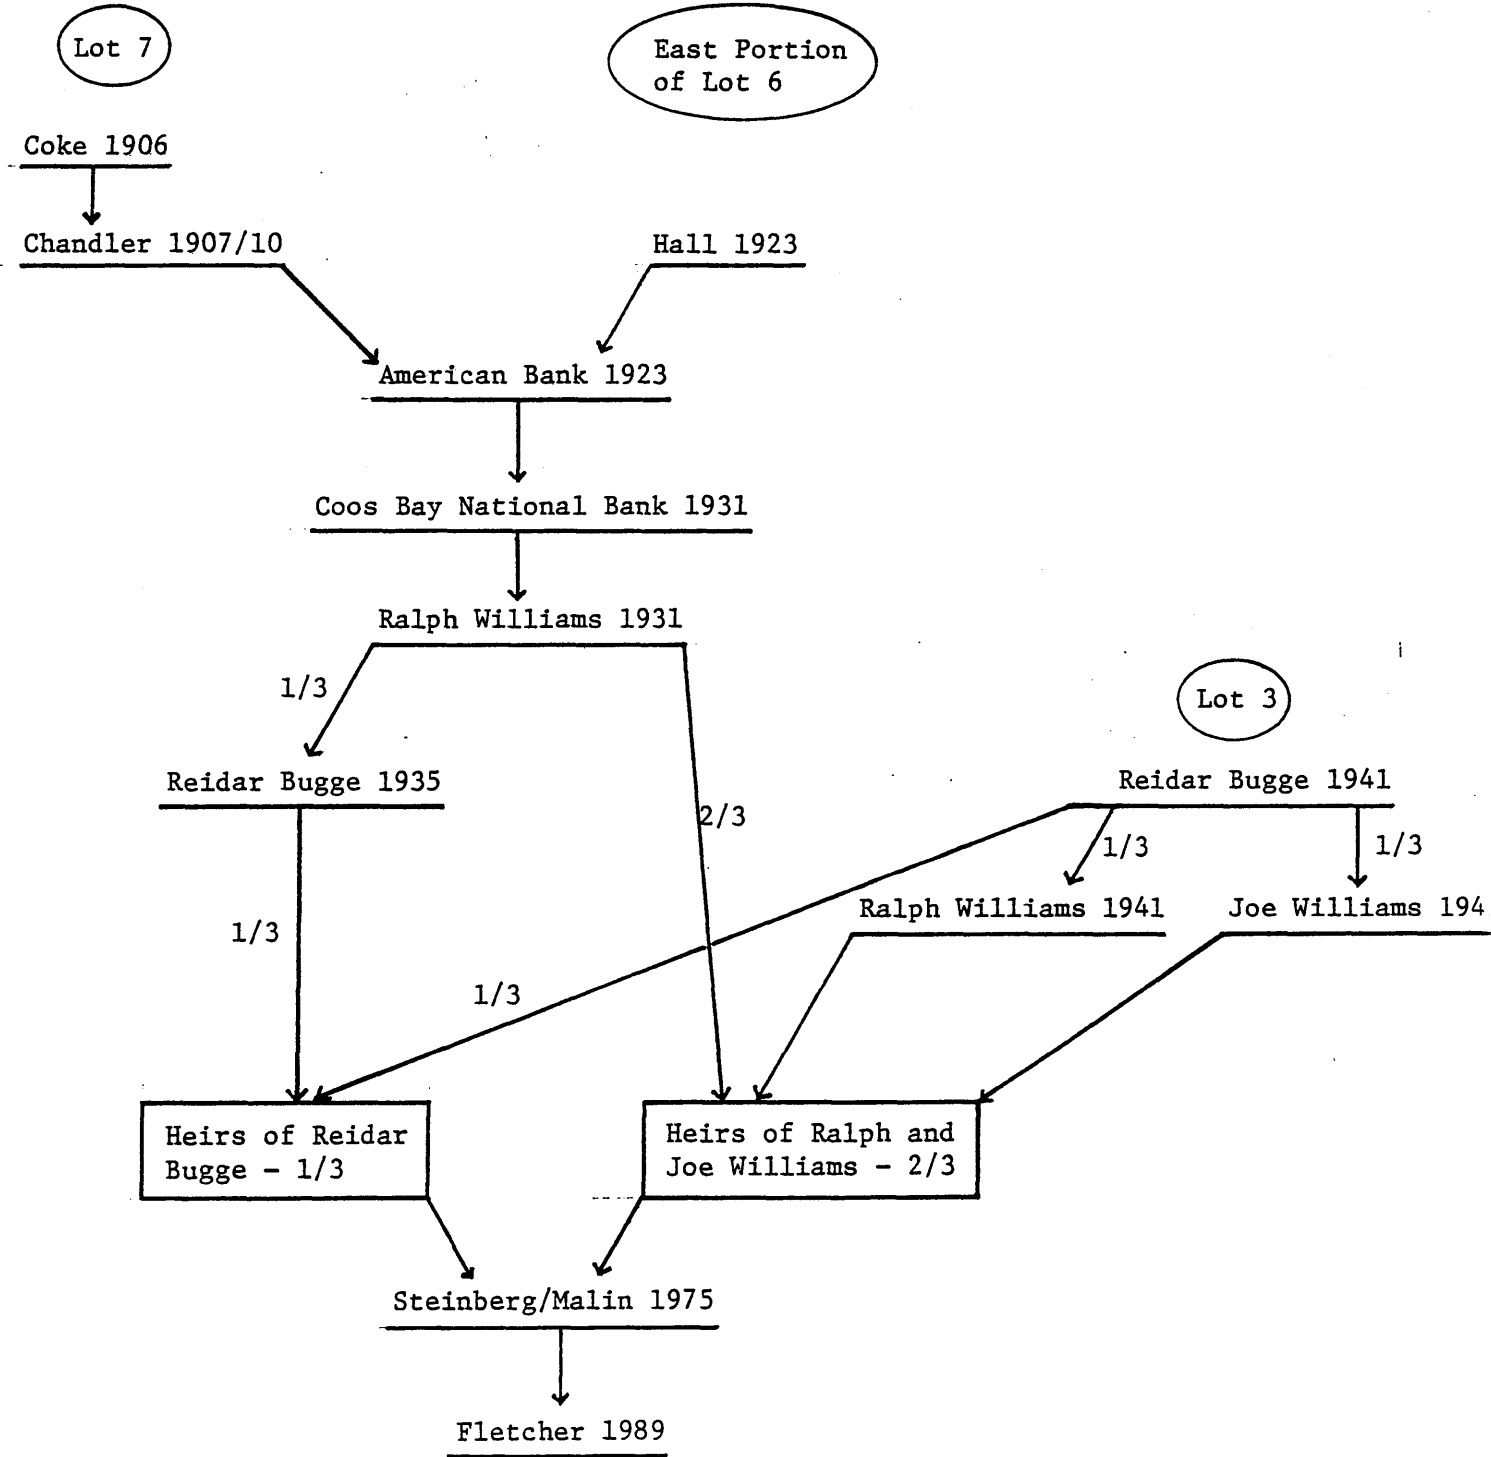 Lot 7
East Portion
of Lot 6
Coke 1906
Chandler 1907/10
Hall 1923
American Bank 1923
Coos Bay National Bank 1931
Ralph Williams 1931
1/3
Lot 3
Reidar Bugge 1935
Reidar Bugge 1941
2/3
1/3
1/3
Ralph Williams 1941
Joe Williams 194
1/3
1/3
Heirs of Reidar
Bugge - 1/3
Heirs of Ralph and
Joe Williams - 2/3
Steinberg/Malin 1975
Fletcher 1989